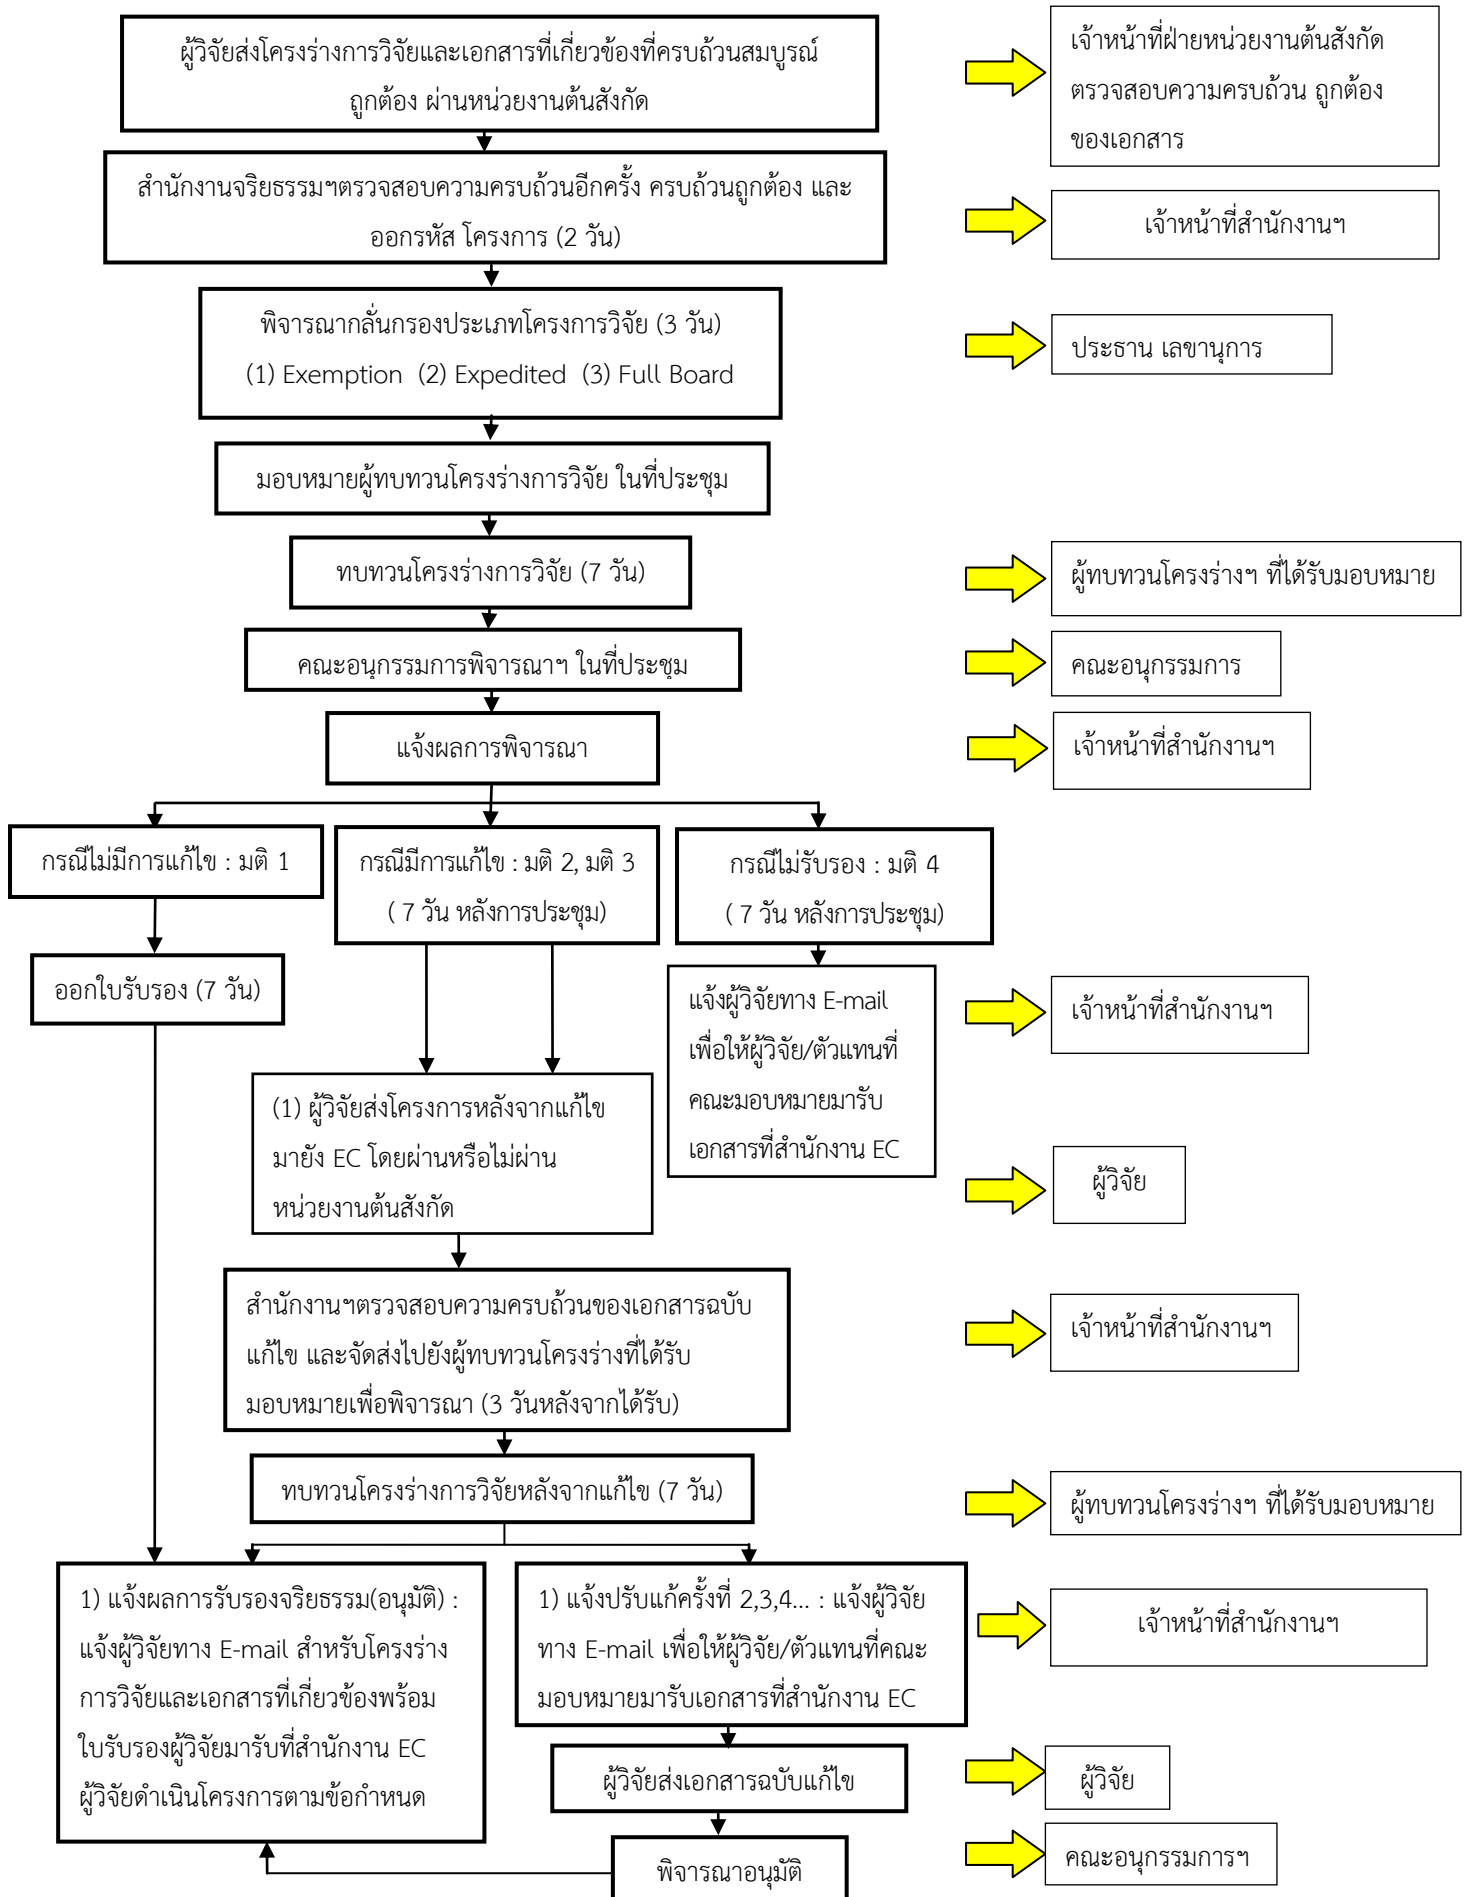 ผู้วิจัยส่งโครงร่างการวิจัยและเอกสารที่เกี่ยวข้องที่ครบถ้วนสมบูรณ์
ถูกต้อง ผ่านหน่วยงานต้นสังกัด
เจ้าหน้าที่ฝ่ายหน่วยงานต้นสังกัด
ตรวจสอบความครบถ้วน ถูกต้อง
ของเอกสาร
สำนักงานจริยธรรมฯตรวจสอบความครบถ้วนอีกครั้ง ครบถ้วนถูกต้อง และ
ออกรหัส โครงการ (2 วัน)
เจ้าหน้าที่สำนักงานฯ
พิจารณากลั่นกรองประเภทโครงการวิจัย (3 วัน)
(1) Exemption (2) Expedited (3) Full Board
ประธาน เลขานุการ
มอบหมายผู้ทบทวนโครงร่างการวิจัย ในที่ประชุม
ทบทวนโครงร่างการวิจัย (7 วัน)
ผู้ทบทวนโครงร่างฯ ที่ได้รับมอบหมาย
คณะอนุกรรมการพิจารณาฯ ในที่ประชุม
คณะอนุกรรมการ
แจ้งผลการพิจารณา
เจ้าหน้าที่สำนักงานฯ
กรณีไม่มีการแก้ไข : มติ 1
กรณีมีการแก้ไข : มติ 2, มติ 3
( 7 วัน หลังการประชุม)
กรณีไม่รับรอง : มติ 4
( 7 วัน หลังการประชุม)
ออกใบรับรอง (7 วัน)
แจ้งผู้วิจัยทาง E-mail
เพื่อให้ผู้วิจัย/ตัวแทนที่
คณะมอบหมายมารับ
เอกสารที่สำนักงาน EC
เจ้าหน้าที่สำนักงานฯ
(1) ผู้วิจัยส่งโครงการหลังจากแก้ไข
มายัง EC โดยผ่านหรือไม่ผ่าน
หน่วยงานต้นสังกัด
ผู้วิจัย
สำนักงานฯตรวจสอบความครบถ้วนของเอกสารฉบับ
แก้ไข และจัดส่งไปยังผู้ทบทวนโครงร่างที่ได้รับ
มอบหมายเพื่อพิจารณา (3 วันหลังจากได้รับ)
เจ้าหน้าที่สำนักงานฯ
ทบทวนโครงร่างการวิจัยหลังจากแก้ไข (7 วัน)
ผู้ทบทวนโครงร่างฯ ที่ได้รับมอบหมาย
1) แจ้งผลการรับรองจริยธรรม(อนุมัติ) :
แจ้งผู้วิจัยทาง E-mail สำหรับโครงร่าง
การวิจัยและเอกสารที่เกี่ยวข้องพร้อม
ใบรับรองผู้วิจัยมารับที่สำนักงาน EC
ผู้วิจัยดำเนินโครงการตามข้อกำหนด
1) แจ้งปรับแก้ครั้งที่ 2,3,4... : แจ้งผู้วิจัย
ทาง E-mail เพื่อให้ผู้วิจัย/ตัวแทนที่คณะ
มอบหมายมารับเอกสารที่สำนักงาน EC
เจ้าหน้าที่สำนักงานฯ
ผู้วิจัยส่งเอกสารฉบับแก้ไข
ผู้วิจัย
พิจารณาอนุมัติ
คณะอนุกรรมการฯ